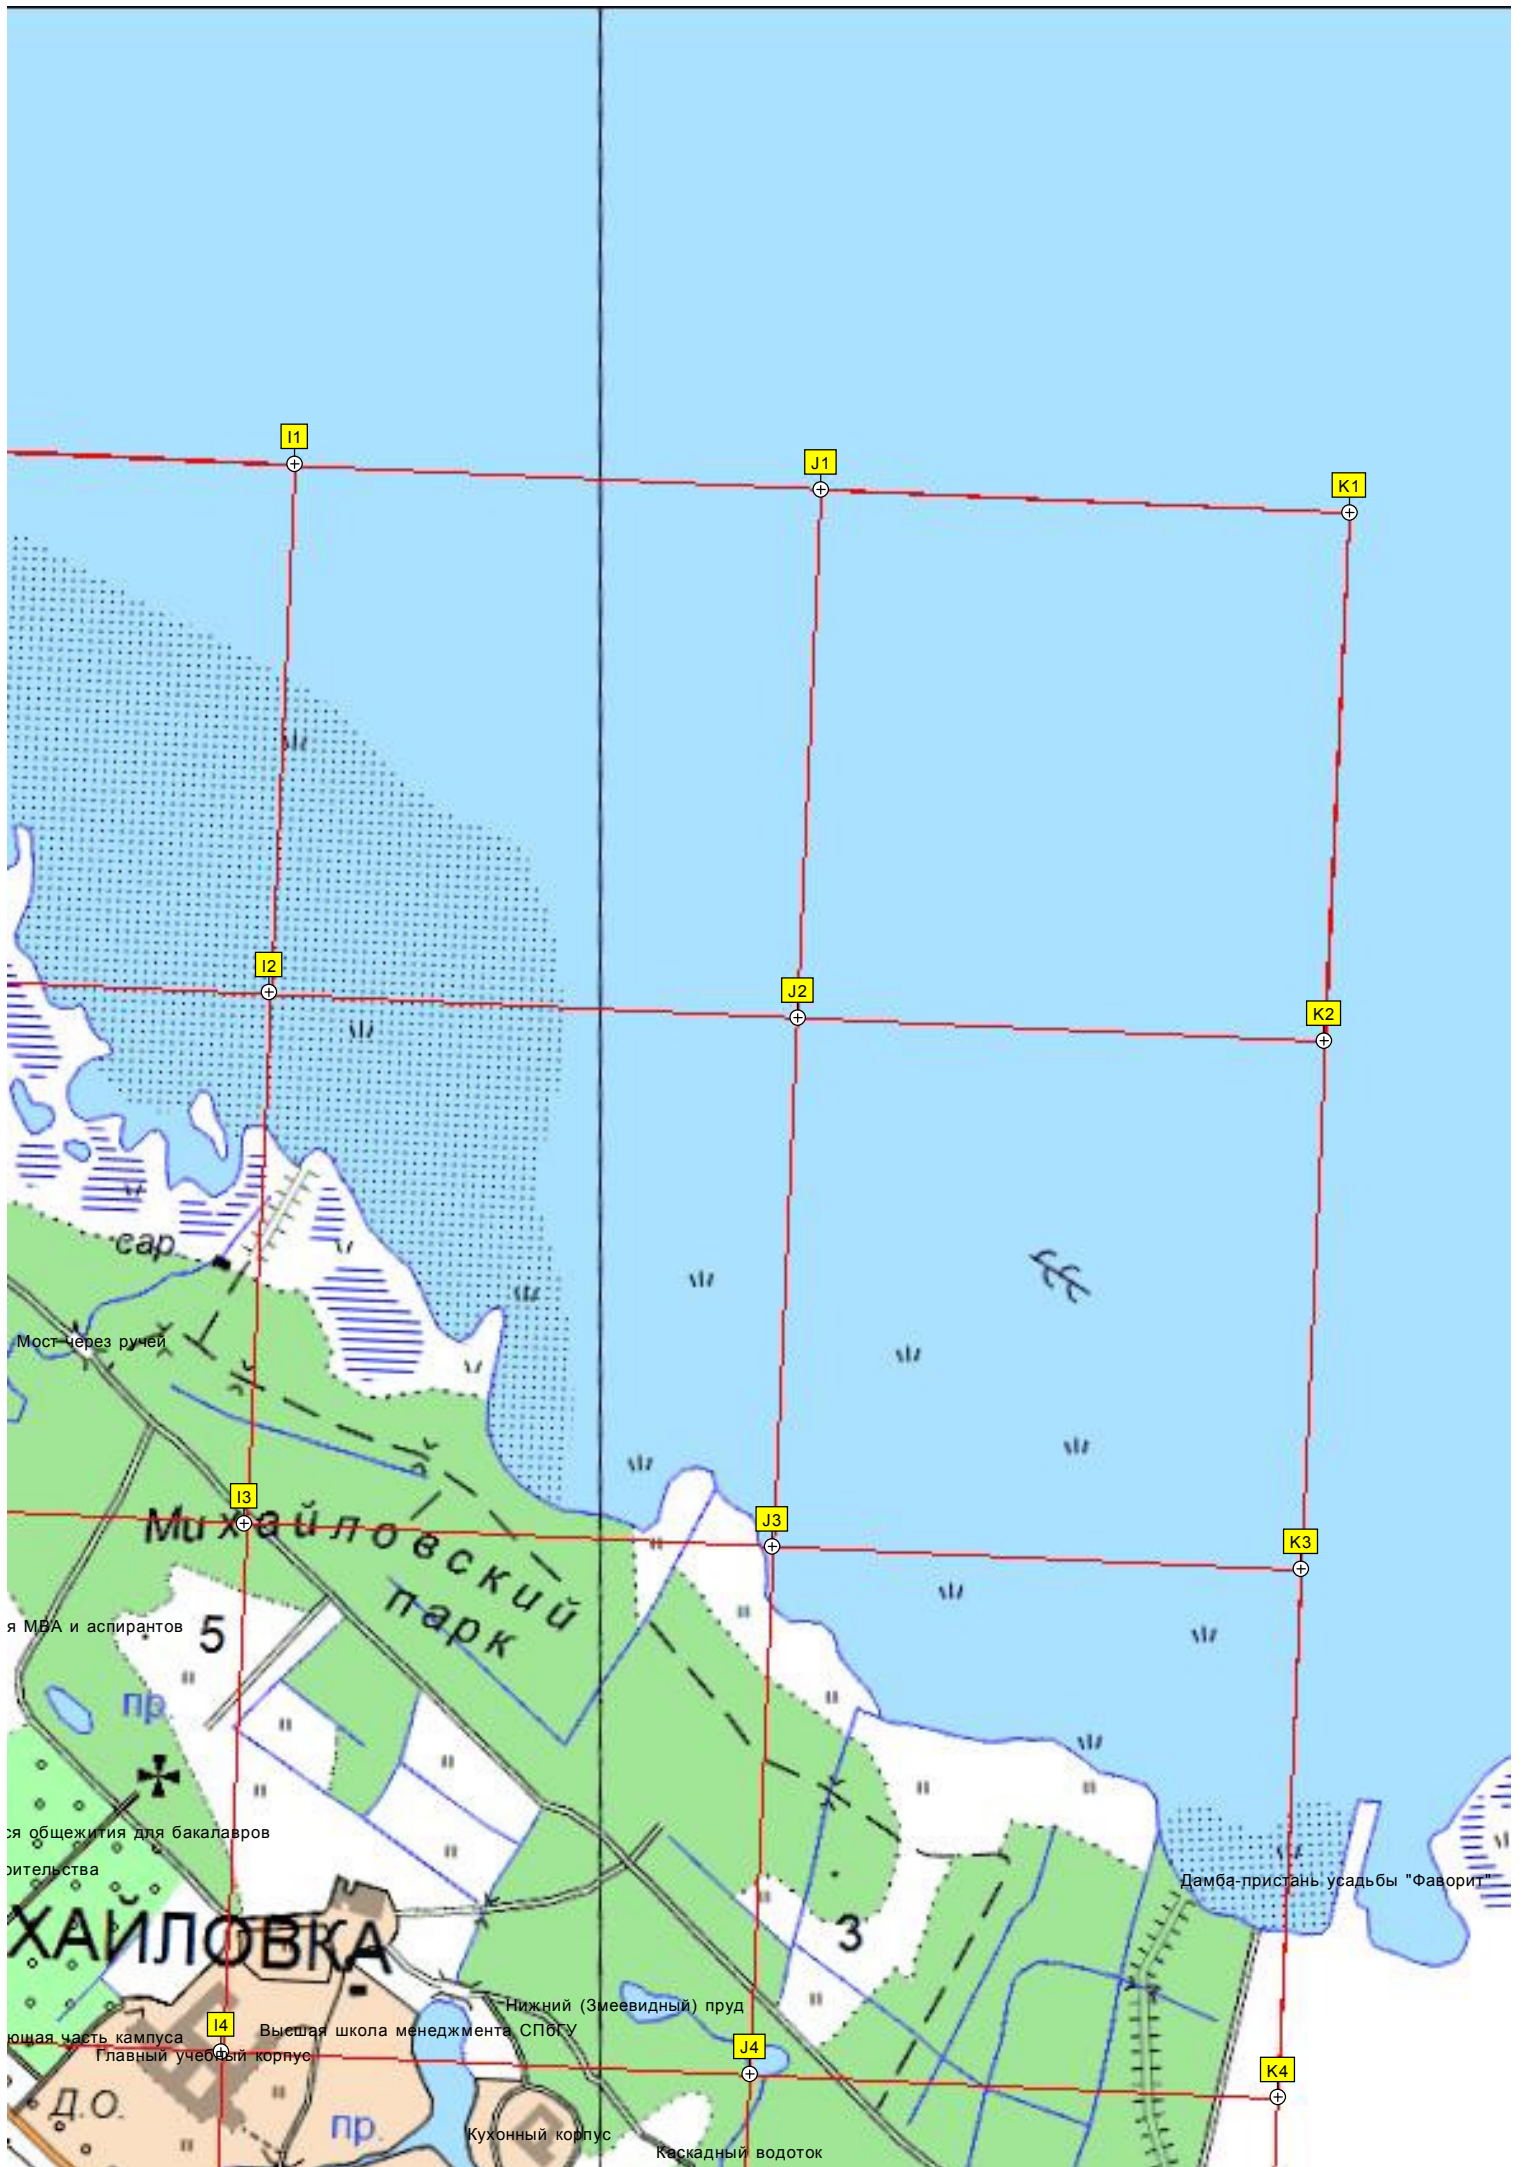 I1
J1
K1
I2
J2
K2
сар.
Мост через ручей
I3
J3
K3
Михайловский
парк
я МВА и аспирантов
5
пр.
ся общежития для бакалавров
оительства
Дамба-пристань усадьбы "Фаворит"
ХАЙЛОВКА
3
Нижний (Змеевидный) пруд
I4
Высшая школа менеджмента СПбГУ
ющая часть кампуса
J4
Главный учебный корпус
K4
Д.О.
пр.
Кухонный корпус
Каскадный водоток